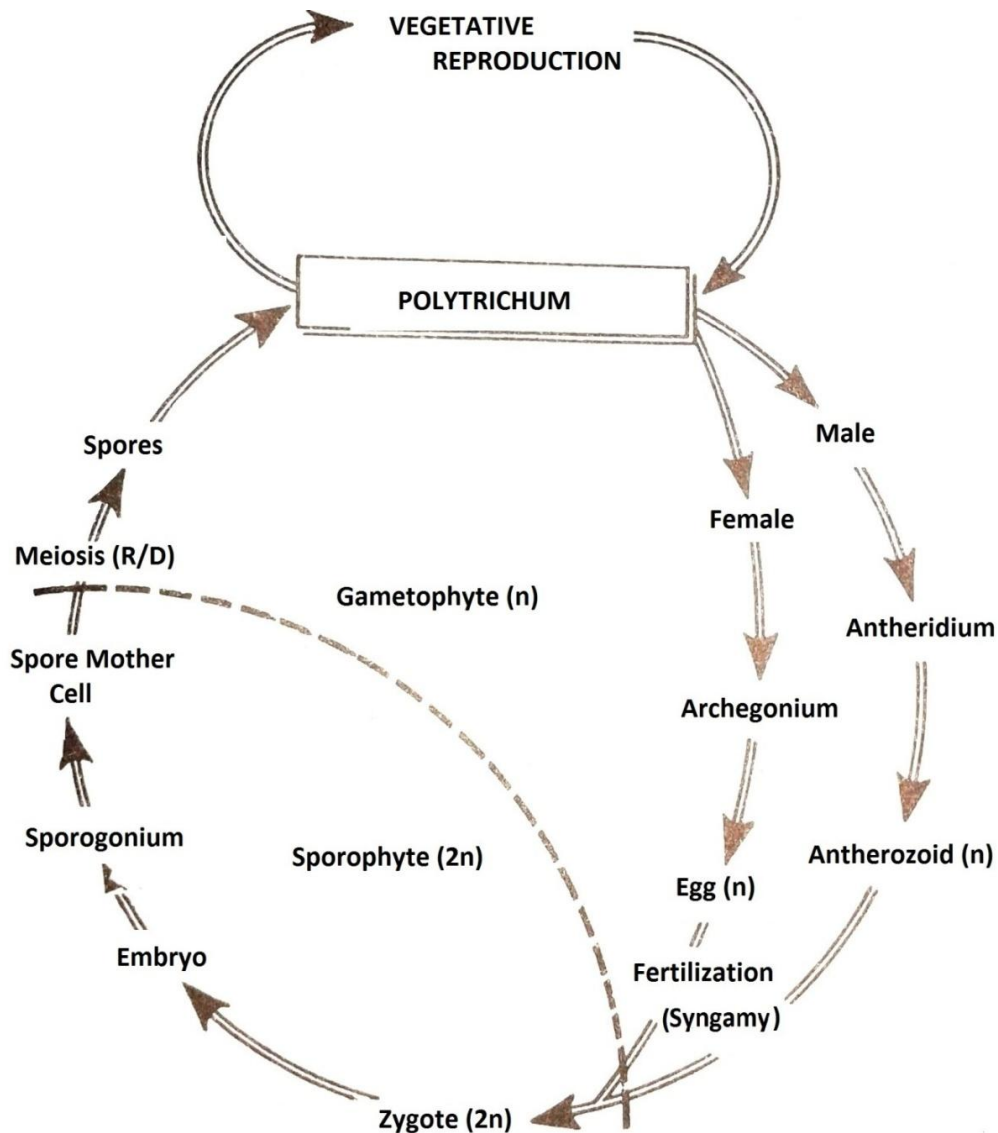 VEGETATIVE
REPRODUCTION
POLYTRICHUM
Spores
Male
Female
Meiosis (R/D)
Gametophyte (n)
Antheridium
Spore Mother
Cell
Archegonium
Sporogonium
Sporophyte (2n)
Egg (n)
Antherozoid (n)
Embryo
Fertilization
(Syngamy)
Zygote (2n)